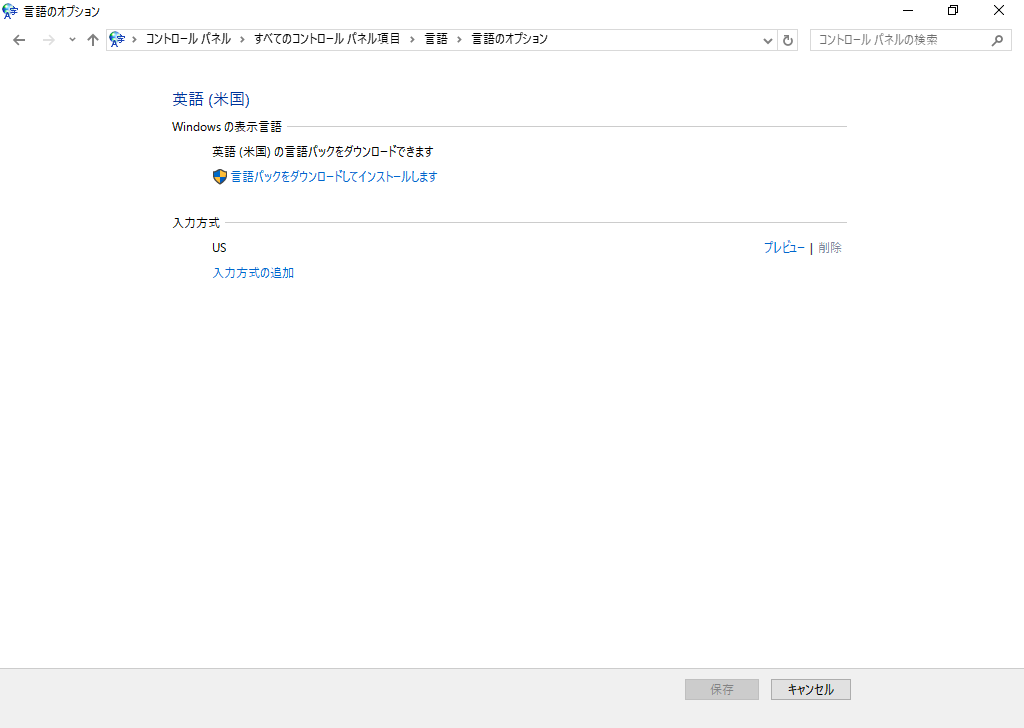 言語のオプション
コントロール パネル › すべてのコントロール パネル項目 › 言語 › 言語のオプション
コントロール パネルの検索
英語 (米国)
Windows の表示言語
英語 (米国) の言語パックをダウンロードできます
言語パックをダウンロードしてインストールします
入力方式
US プレビュー | 削除
入力方式の追加
保存 キャンセル